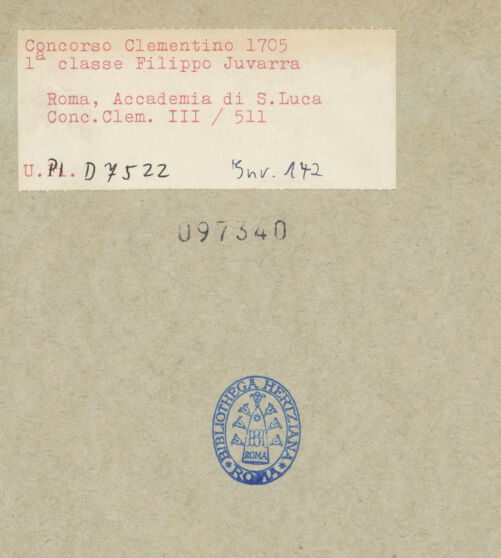 Concorso Clementino 1705
1ª classe Filippo Juvarra
Roma, Accademia di S.Luca
Conc.Clem. III / 511
U.Pl. D 7522 Inv. 142
097340
BIBLIOTHECA HERTZIANA
ROMA
*ROMA*